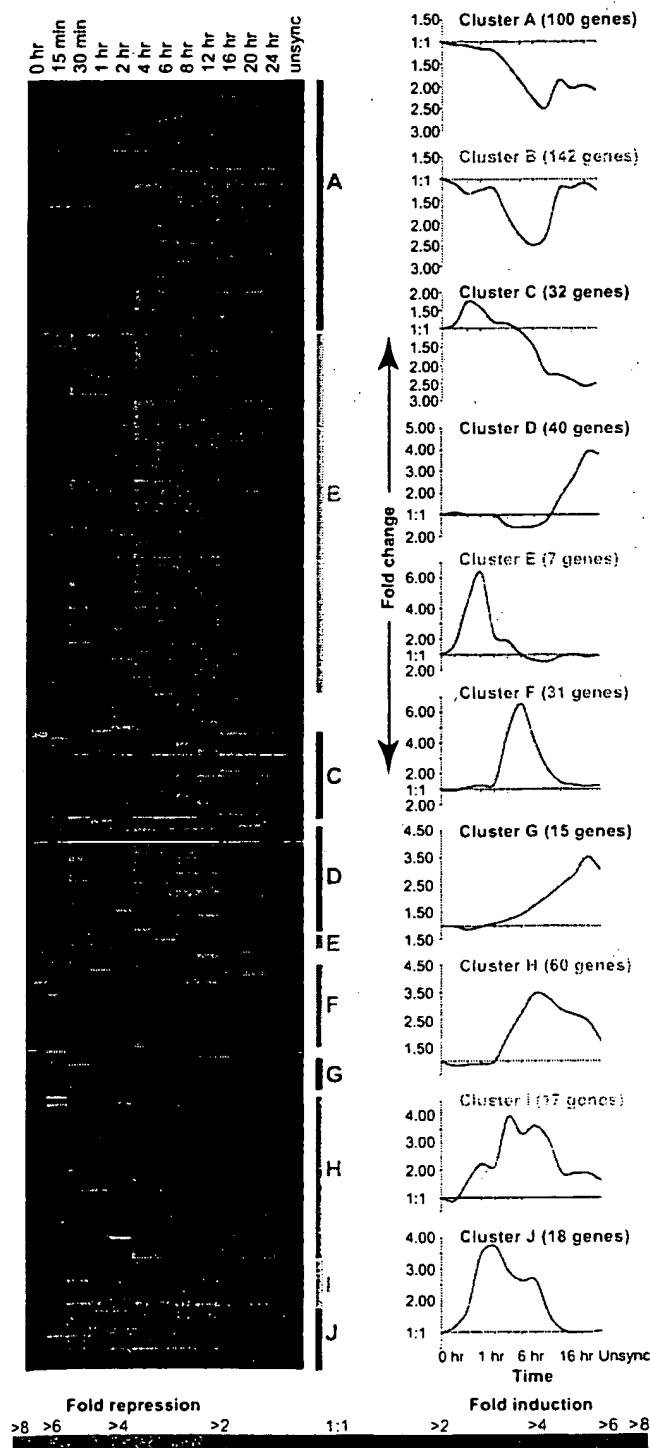 0 hr
15 min
30 min
1 hr
2 hr
4 hr
6 hr
8 hr
12 hr
16 hr
20 hr
24 hr
unsync
A
B
C
D
E
F
G
H
I
J
Fold change
Cluster A (100 genes)
1.50
1:1
1.50
2.00
2.50
3.00
Cluster B (142 genes)
1.50
1:1
1.50
2.00
2.50
3.00
Cluster C (32 genes)
2.00
1.50
1:1
1.50
2.00
2.50
3.00
Cluster D (40 genes)
5.00
4.00
3.00
2.00
1:1
2.00
Cluster E (7 genes)
6.00
4.00
2.00
1:1
2.00
Cluster F (31 genes)
6.00
4.00
2.00
1:1
2.00
Cluster G (15 genes)
4.50
3.50
2.50
1.50
1.50
Cluster H (60 genes)
4.50
3.50
2.50
1.50
Cluster I (17 genes)
4.00
3.00
2.00
1:1
Cluster J (18 genes)
4.00
3.00
2.00
1:1
0 hr 1 hr 6 hr 16 hr Unsync
Time
Fold repression Fold induction
>8 >6 >4 >2 1:1 >2 >4 >6 >8